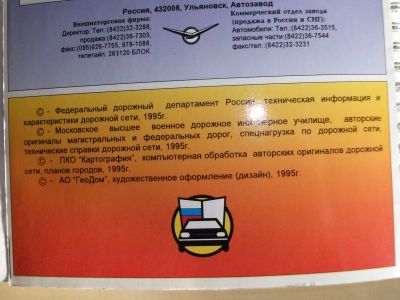 Россия, 432008, Ульяновск, Автозавод
Внешнеторговая фирма:
Директор: Тел.:(8422)32-3288,
продажа:(8422)36-7303,
факс:(095)926-7755, 979-1088,
телетайп: 263120 БЛОК
Коммерческий отдел завода
(продажа в России и СНГ):
Автомобили: Тел.:(8422)36-3515,
запасные части:(8422)36-7544
факс/тел.:(8422)32-3231
© - Федеральный дорожный департамент России, техническая информация и
характеристики дорожной сети, 1995г.
© - Московское высшее военное дорожное инженерное училище, авторские
оригиналы магистральных и федеральных дорог, спецнагрузка по дорожной сети,
технические справки дорожной сети, 1995г.
© - ПКО "Картография", компьютерная обработка авторских оригиналов дорожной
сети, планов городов, 1995г.
© - АО "ГеоДом", художественное оформление (дизайн), 1995г.